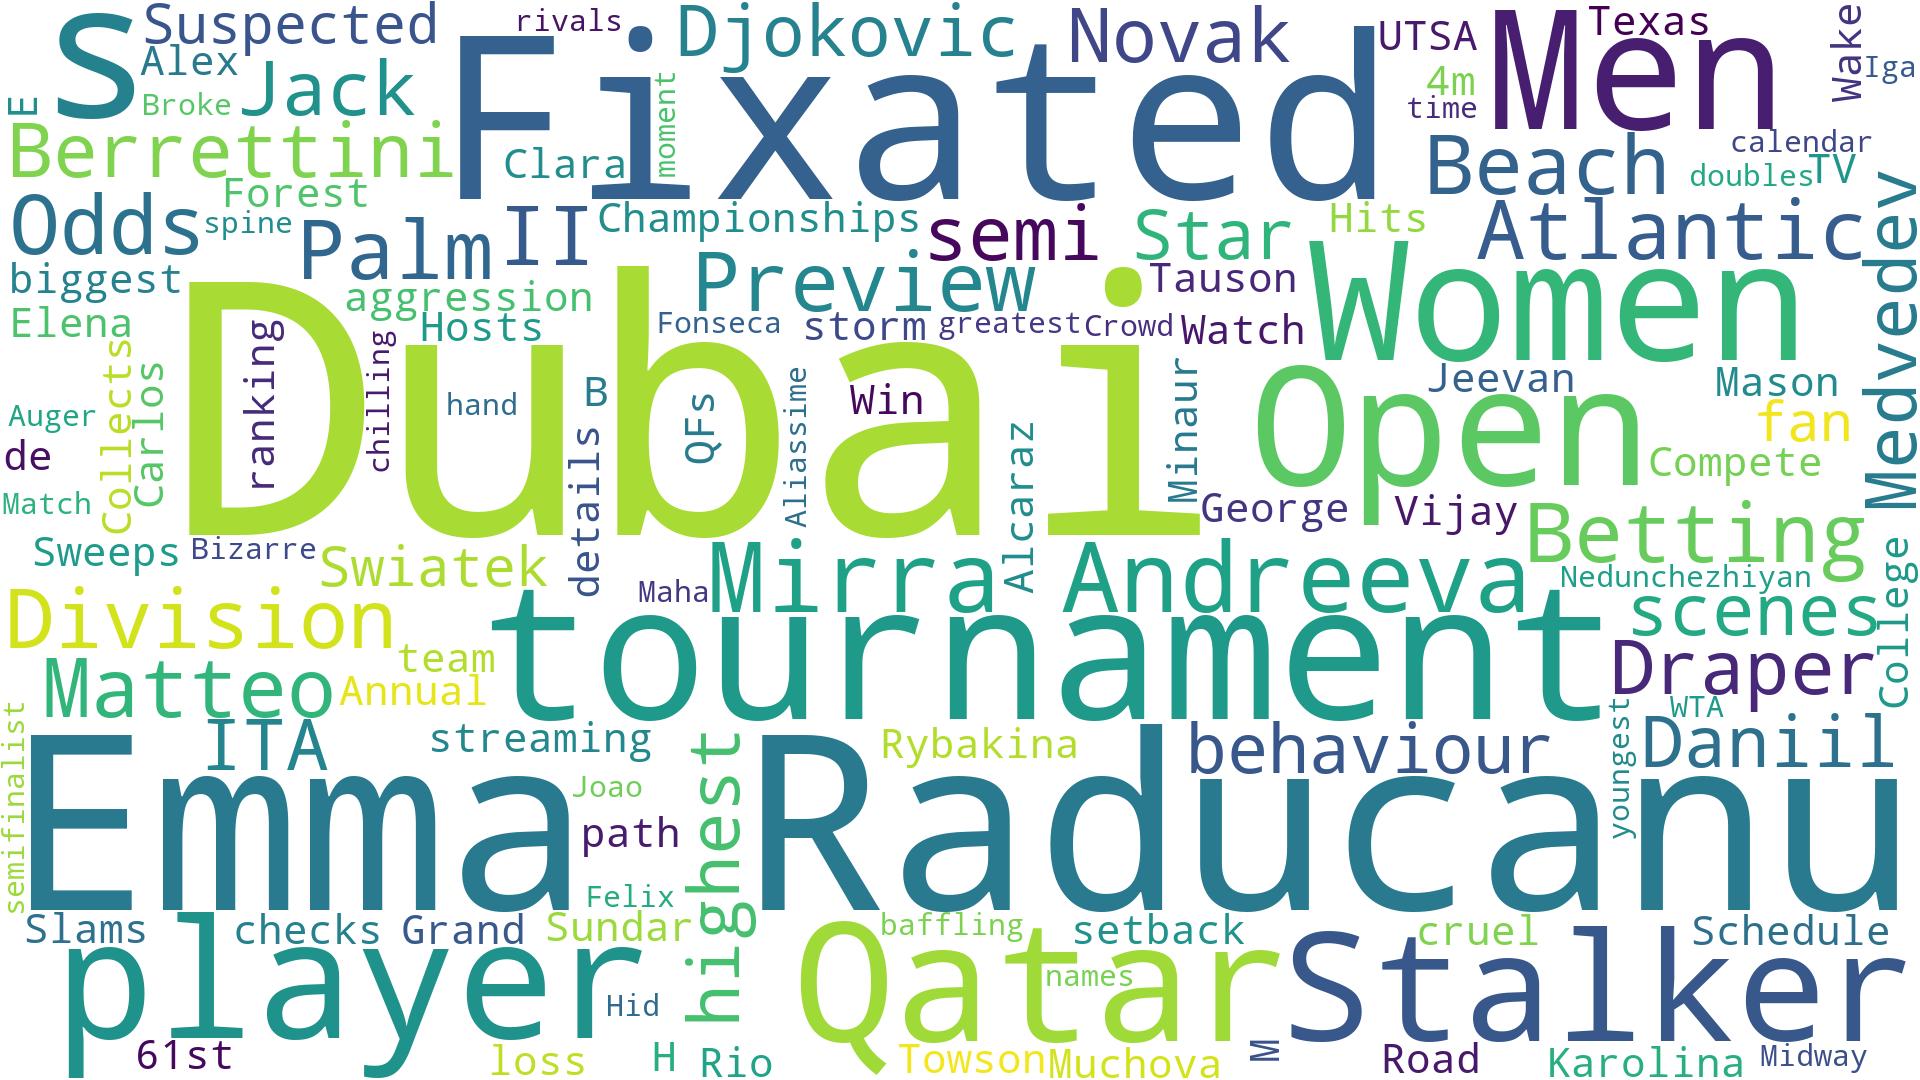 s
Suspected
rivals
Djokovic
Novak
UTSA
Men
Texas
Wake
Iga
E
Alex
Broke
Jack
Fixated
moment
4m
time
Berrettini
Clara
Beach
calendar
doubles
TV
Forest
Odds
spine
Palm
II
Championships
semi
Star
Hits
Atlantic
Medvedev
biggest
aggression
Preview
Tauson
Women
Elena
Hosts
Fonseca
storm
greatest
Crowd
Watch
Collects
Carlos
ranking
chilling
Dubai
hand
B
QFs
Aliassime
Win
Alcaraz
Minaur
Open
Jeevan
Mason
fan
Auger
de
Match
details
George
Vijay
Compete
Betting
Sweeps
Bizarre
Swiatek
Maha
Mirra
Andreeva
Nedunchezhiyan
scenes
College
Division
team
tournament
Draper
Matteo
Annual
WTA
semifinalist
ITA
streaming
highest
Rybakina
behaviour
youngest
Daniil
Emma
Joao
path
Raducanu
Felix
Slams
checks
Grand
Sundar
baffling
setback
cruel
Schedule
player
Hid
Qatar
names
Stalker
61st
loss
H
Rio
Towson
Muchova
M
Road
Karolina
Midway